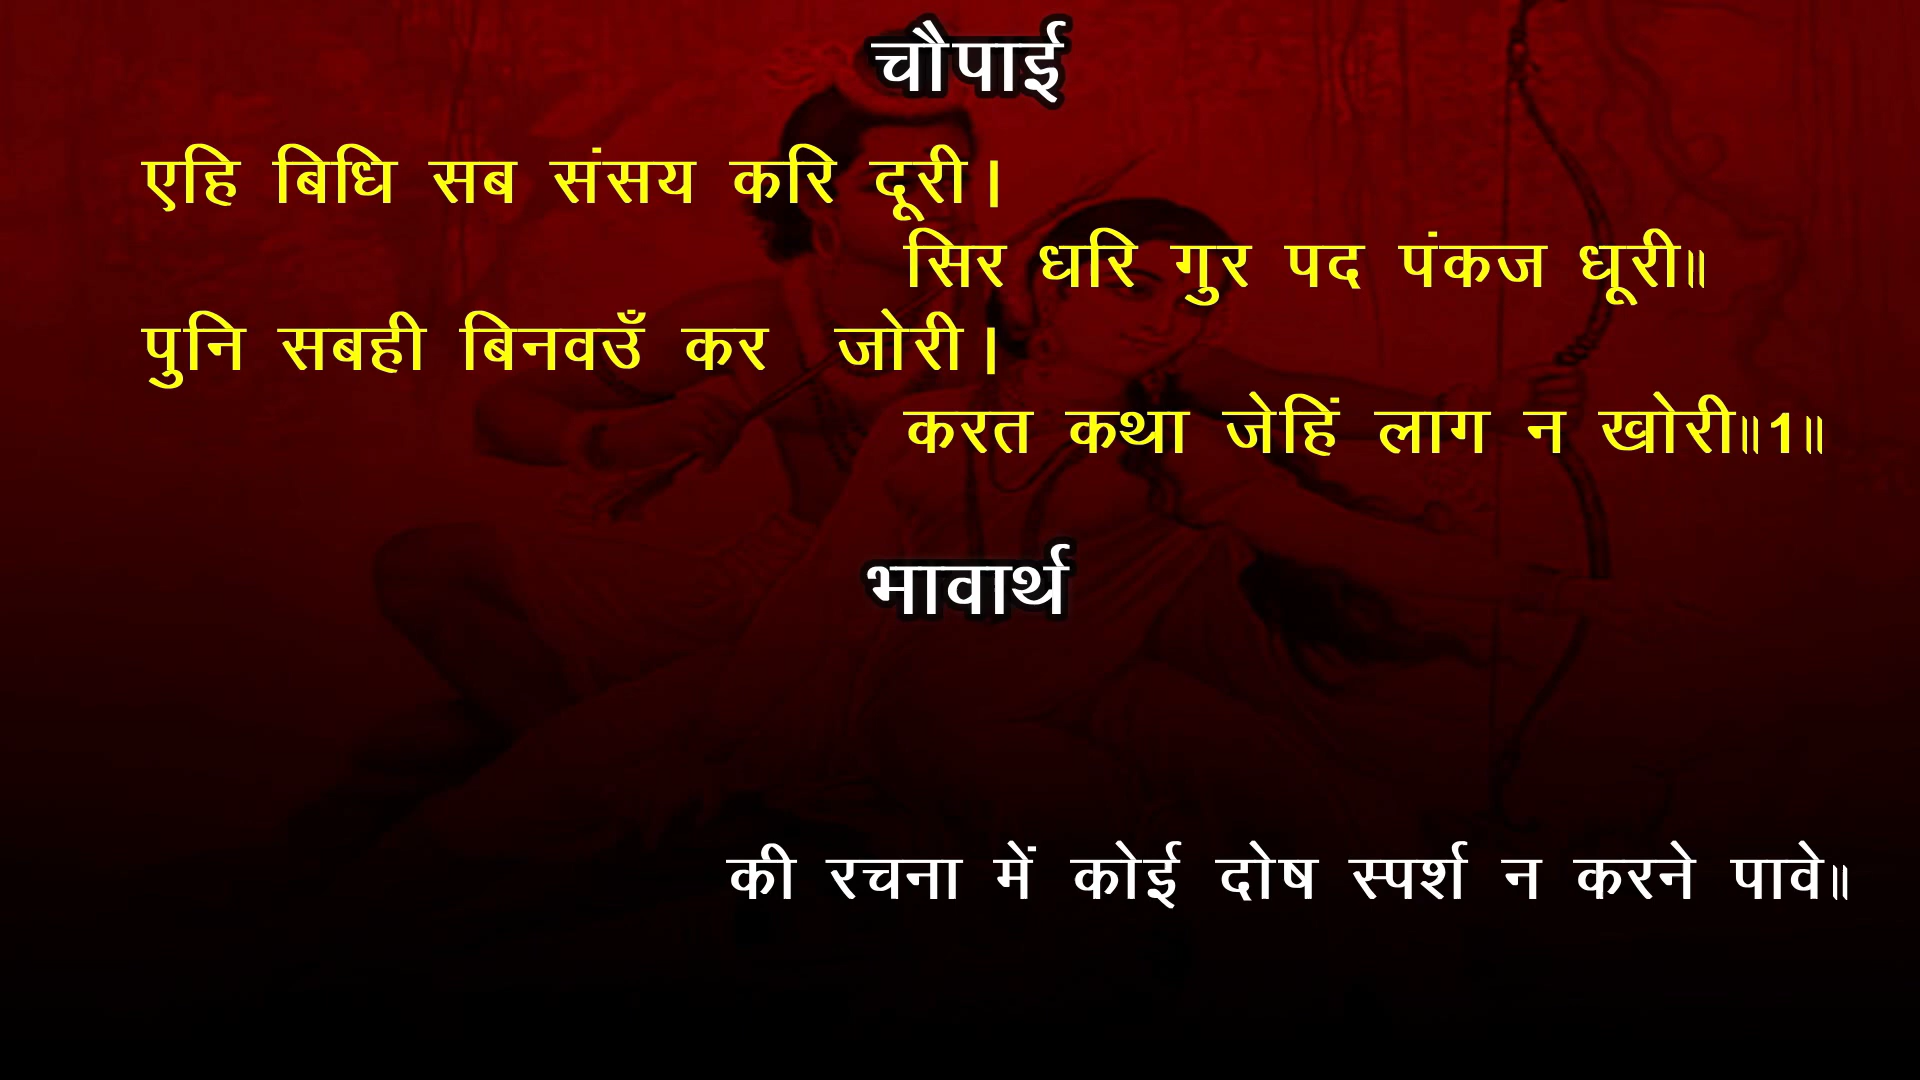 चौपाई
एहि बिधि सब संसय करि दूरी।
सिर धरि गुर पद पंकज धूरी॥
पुनि सबही बिनवउँ कर जोरी।
करत कथा जेहिं लाग न खोरी॥1॥
भावार्थ
की रचना में कोई दोष स्पर्श न करने पावे॥